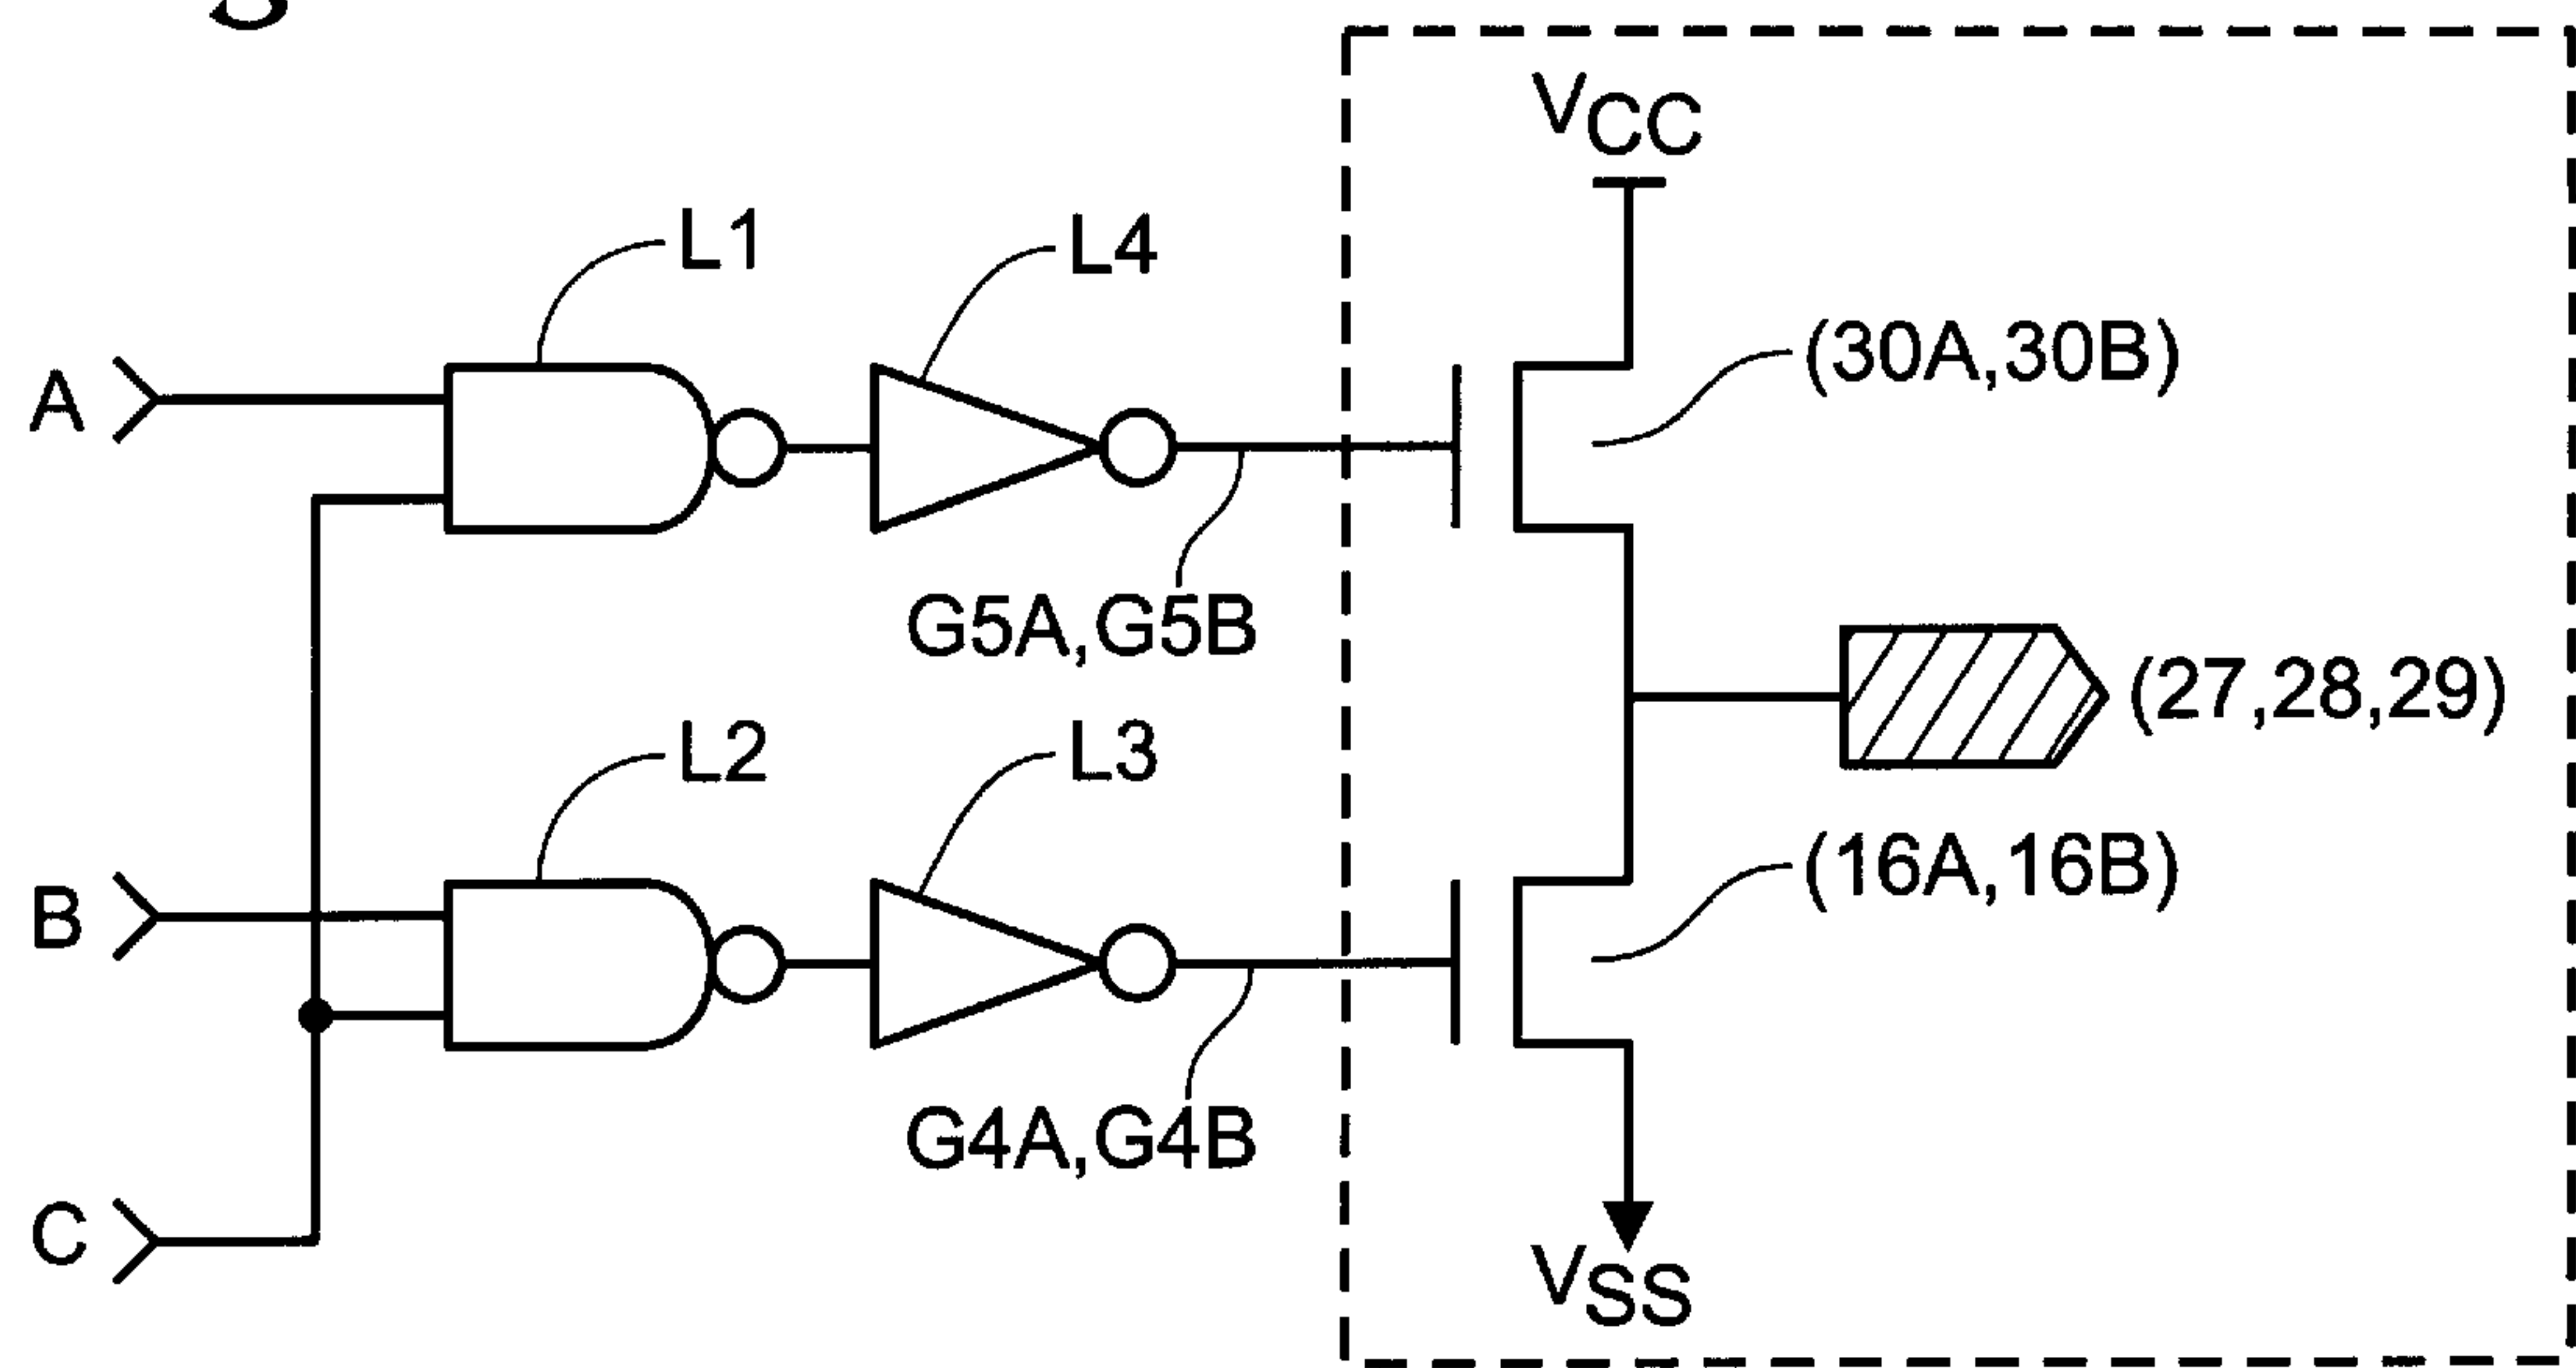 VCC
L1
L4
(30A,30B)
A
G5A,G5B
(27,28,29)
L2
L3
(16A,16B)
B
G4A,G4B
C
VSS